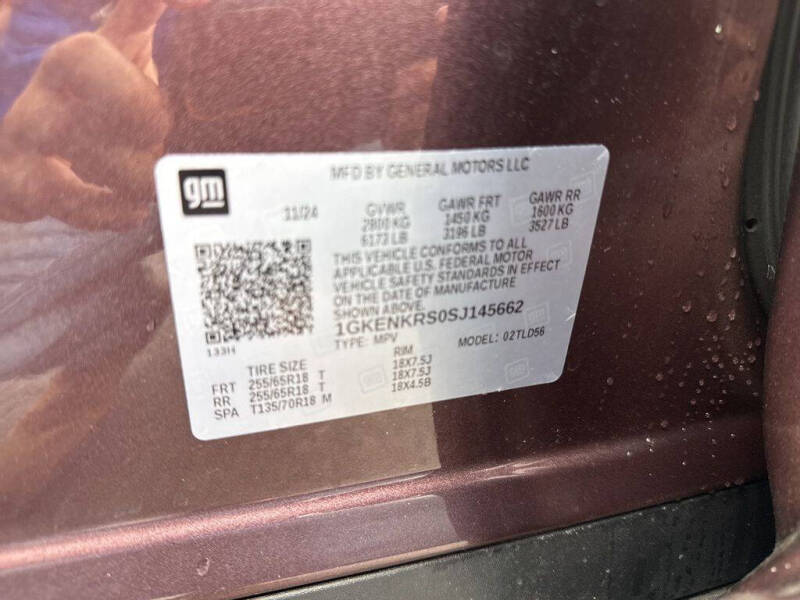 MFD BY GENERAL MOTORS LLC
gm
11/24 GVWR GAWR FRT GAWR RR
2800 KG 1450 KG 1600 KG
6173 LB 3196 LB 3527 LB
THIS VEHICLE CONFORMS TO ALL
APPLICABLE U.S. FEDERAL MOTOR
VEHICLE SAFETY STANDARDS IN EFFECT
ON THE DATE OF MANUFACTURE
SHOWN ABOVE.
1GKENKRS0SJ145662
TYPE: MPV MODEL: 02TLD56
133H
TIRE SIZE RIM
FRT 255/65R18 T 18X7.5J
RR 255/65R18 T 18X7.5J
SPA T135/70R18 M 18X4.5B